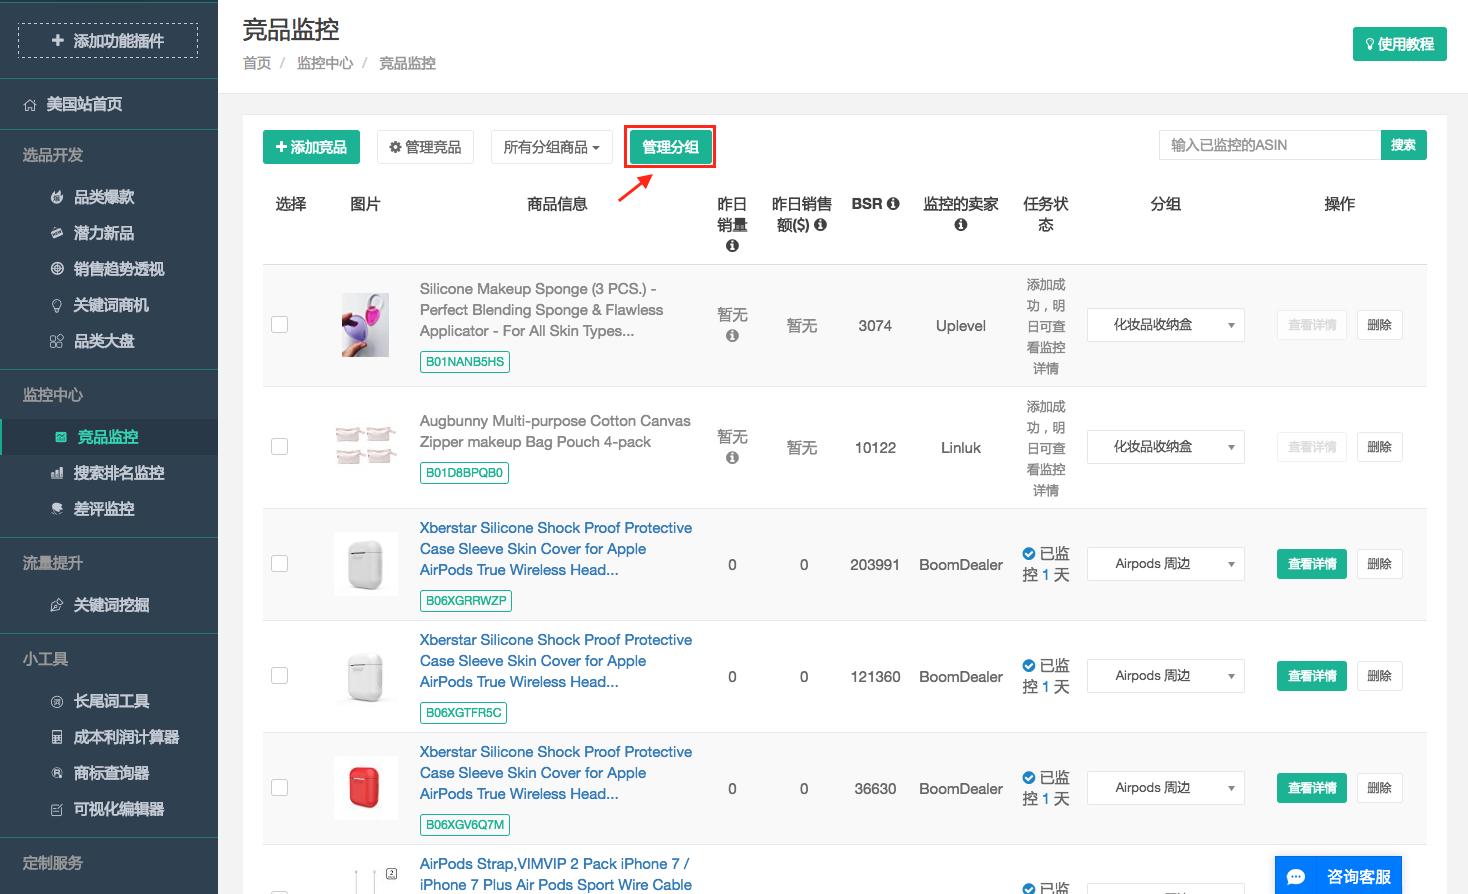 添加功能插件
美国站首页
选品开发
品类爆款
潜力新品
销售趋势透视
关键词商机
品类大盘
监控中心
竞品监控
搜索排名监控
差评监控
流量提升
关键词挖掘
小工具
长尾词工具
成本利润计算器
商标查询器
可视化编辑器
定制服务
竞品监控
首页 / 监控中心 / 竞品监控
使用教程
添加竞品
管理竞品
所有分组商品
管理分组
输入已监控的ASIN
搜索
选择
图片
商品信息
昨日
销量
昨日销售
额($)
BSR
监控的卖家
任务状
态
分组
操作
Silicone Makeup Sponge (3 PCS.) -
Perfect Blending Sponge & Flawless
Applicator - For All Skin Types...
B01NANB5HS
暂无
暂无
3074
Uplevel
添加成
功，明
日可查
看监控
详情
化妆品收纳盒
查看详情
删除
Augbunny Multi-purpose Cotton Canvas
Zipper makeup Bag Pouch 4-pack
B01D8BPQB0
暂无
暂无
10122
Linluk
添加成
功，明
日可查
看监控
详情
化妆品收纳盒
查看详情
删除
Xberstar Silicone Shock Proof Protective
Case Sleeve Skin Cover for Apple
AirPods True Wireless Head...
B06XGRRWZP
0
0
203991
BoomDealer
已监
控 1 天
Airpods 周边
查看详情
删除
Xberstar Silicone Shock Proof Protective
Case Sleeve Skin Cover for Apple
AirPods True Wireless Head...
B06XGTFR5C
0
0
121360
BoomDealer
已监
控 1 天
Airpods 周边
查看详情
删除
Xberstar Silicone Shock Proof Protective
Case Sleeve Skin Cover for Apple
AirPods True Wireless Head...
B06XGV6Q7M
0
0
36630
BoomDealer
已监
控 1 天
Airpods 周边
查看详情
删除
2
AirPods Strap,VIMVIP 2 Pack iPhone 7 /
iPhone 7 Plus Air Pods Sport Wire Cable
已监
咨询客服